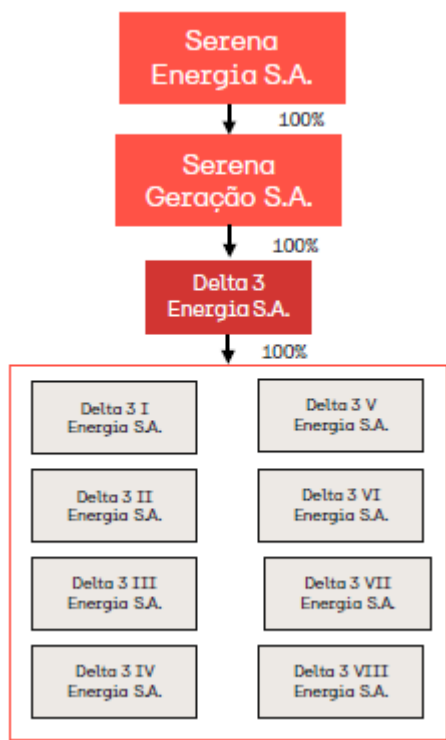 Serena
Energia S.A.
100%
Serena
Geração S.A.
100%
Delta 3
Energia S.A.
100%
Delta 3 I
Energia S.A.
Delta 3 V
Energia S.A.
Delta 3 II
Energia S.A.
Delta 3 VI
Energia S.A.
Delta 3 III
Energia S.A.
Delta 3 VII
Energia S.A.
Delta 3 IV
Energia S.A.
Delta 3 VIII
Energia S.A.